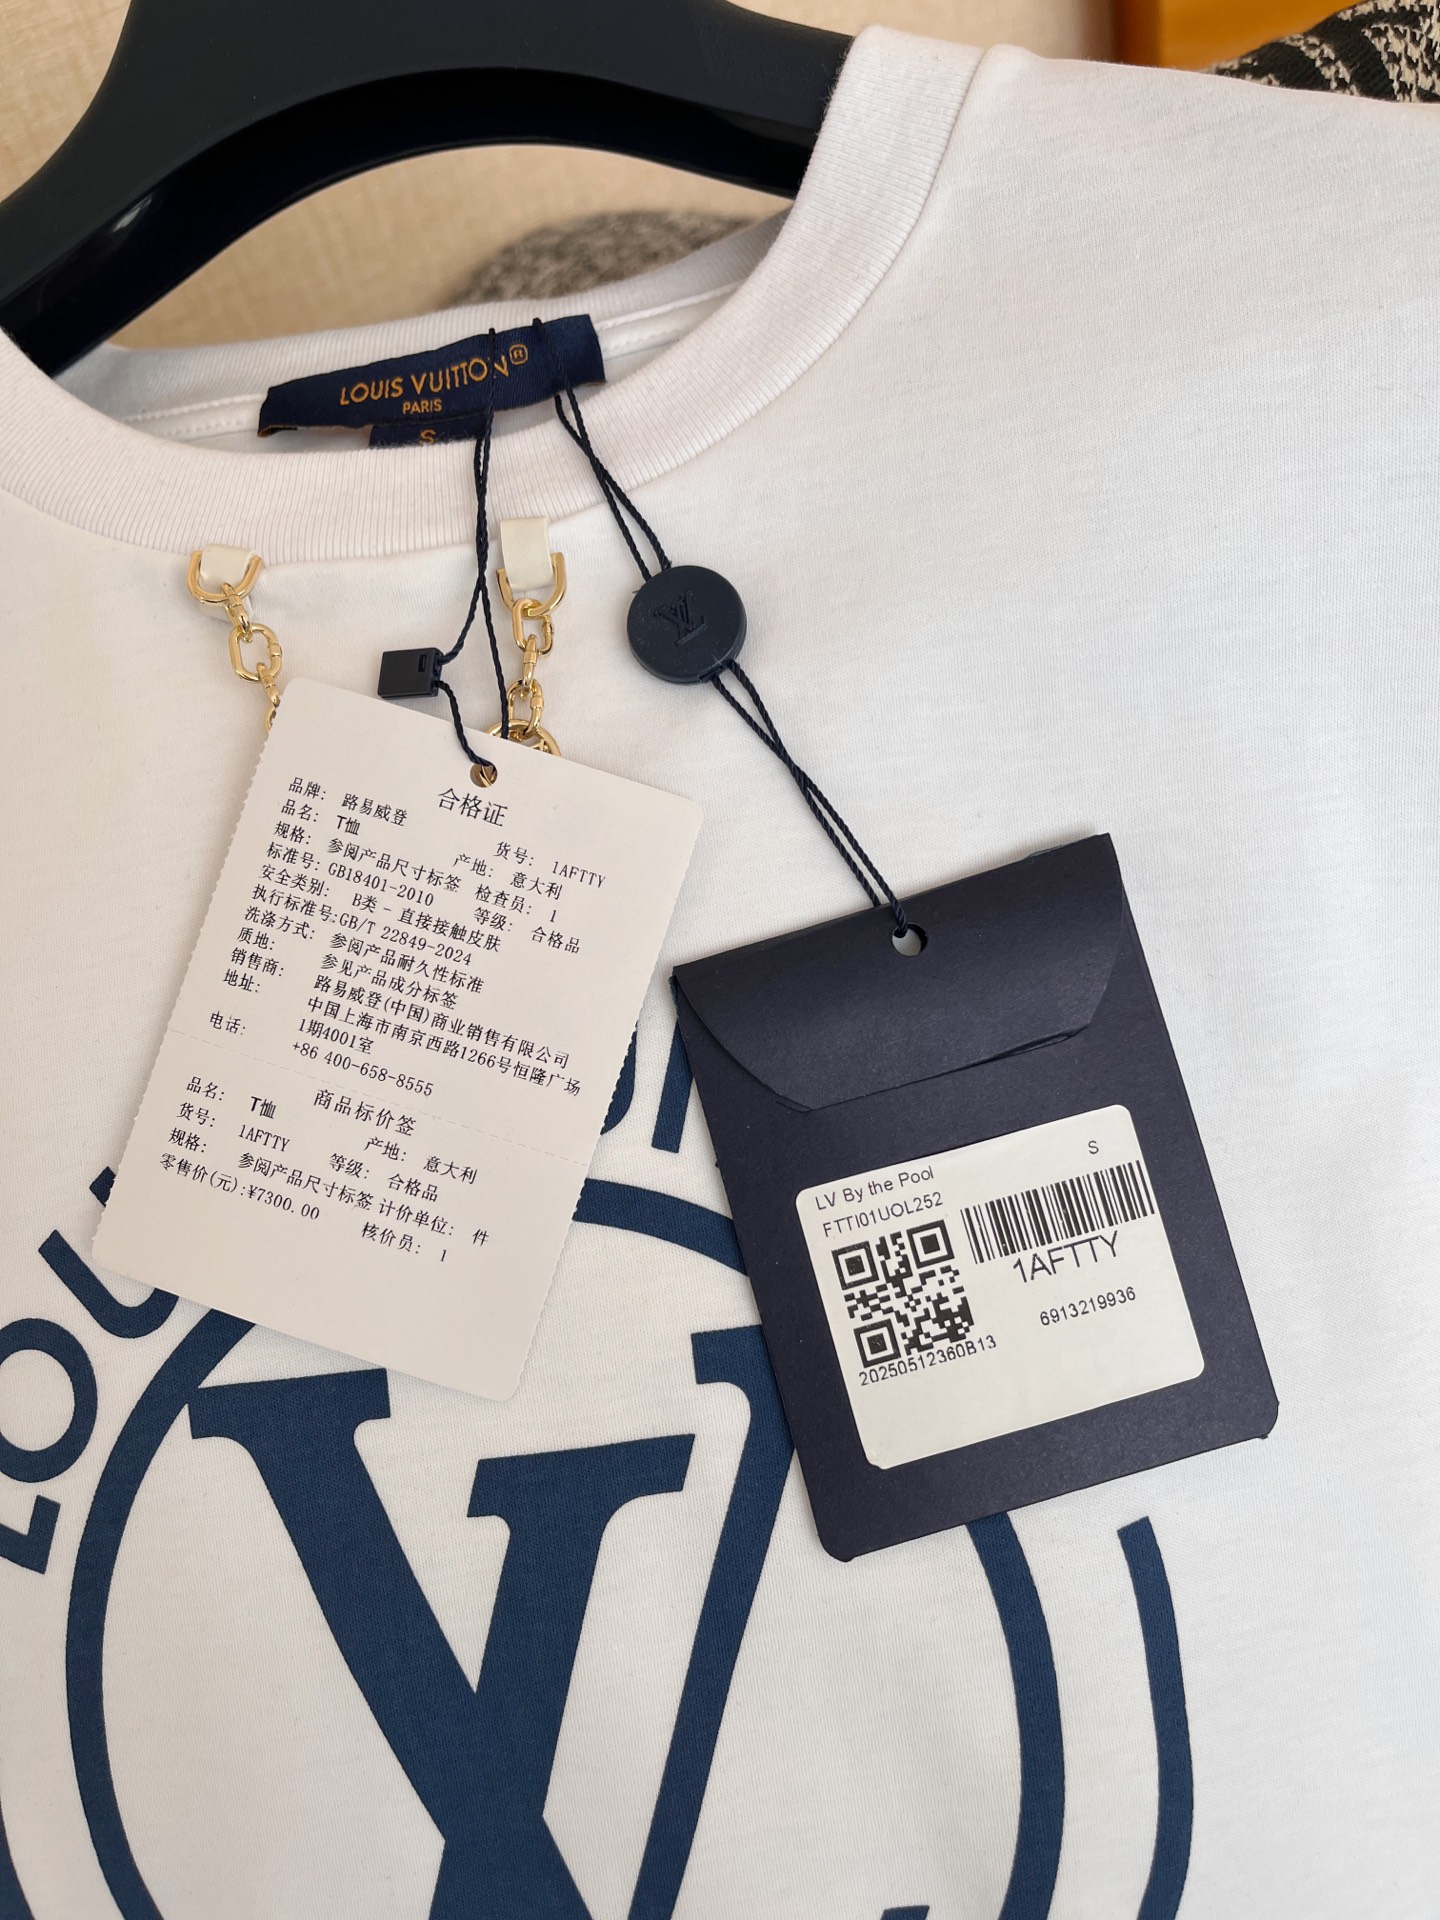 LOUIS VUITTON®
PARIS
S
合格证
品牌: 路易威登
货号: 1AFTTY
品名: T恤
产地: 意大利
规格: 参阅产品尺寸标签
检查员: 1
标准号: GB18401-2010
等级: 合格品
安全类别: B类 - 直接接触皮肤
执行标准号:GB/T 22849-2024
洗涤方式: 参阅产品耐久性标准
质地: 参见产品成分标签
销售商: 路易威登(中国)商业销售有限公司
地址: 中国上海市南京西路1266号恒隆广场
1期4001室
电话: +86 400-658-8555
商品标价签
品名: T恤
产地: 意大利
货号: 1AFTTY
等级: 合格品
规格: 参阅产品尺寸标签
计价单位: 件
零售价(元):¥7300.00
核价员: 1
LV
S
LV By the Pool
FTTI01UOL252
1AFTTY
6913219936
20250512360B13
LOU
LV